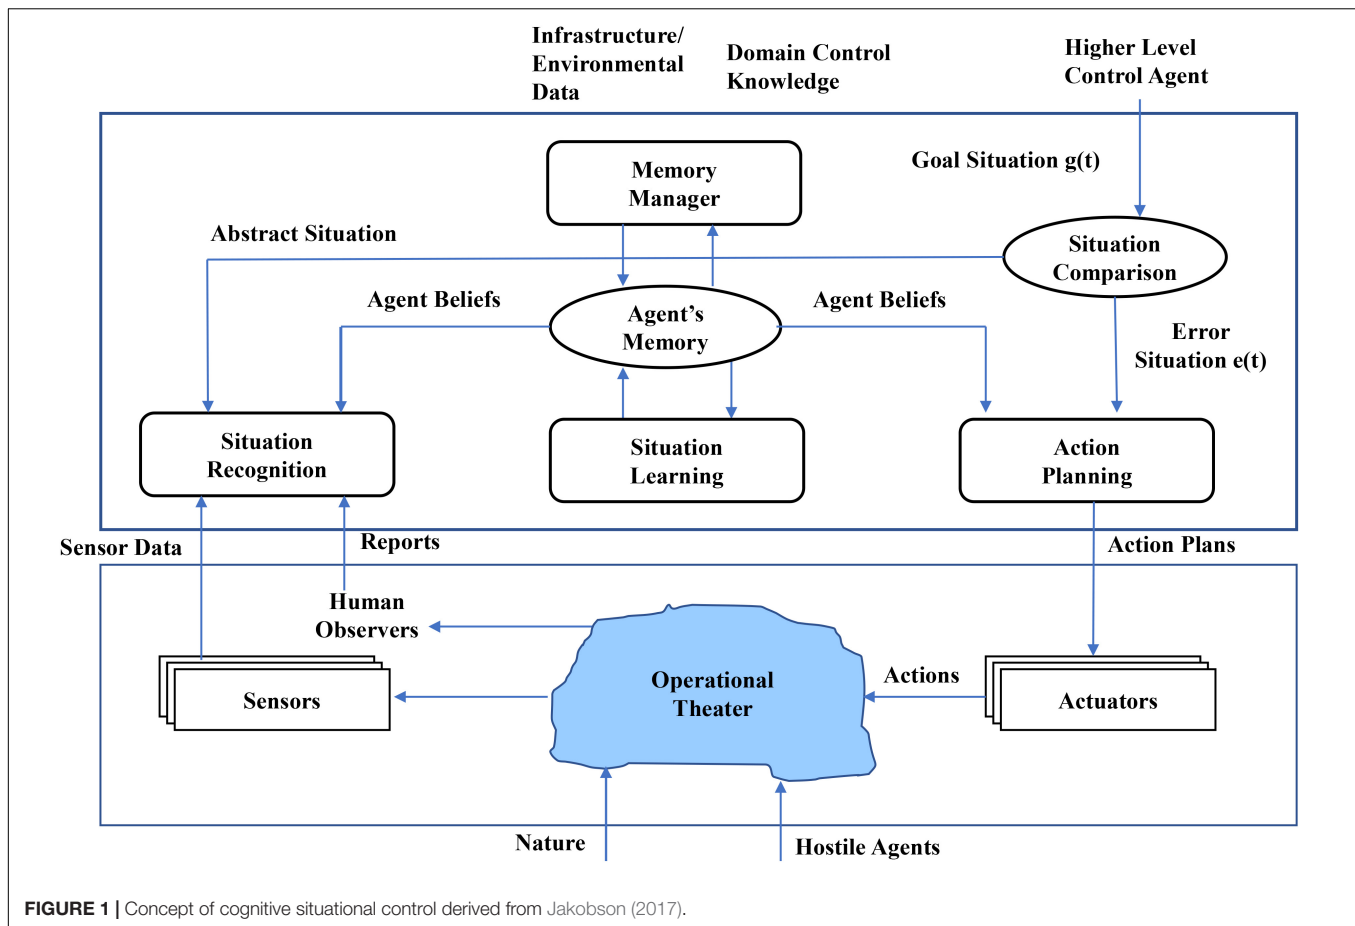 Infrastructure/
Environmental
Data
Domain Control
Knowledge
Higher Level
Control Agent
Goal Situation g(t)
Memory
Manager
Abstract Situation
Situation
Comparison
Agent Beliefs
Agent's
Memory
Agent Beliefs
Error
Situation e(t)
Situation
Recognition
Situation
Learning
Action
Planning
Sensor Data
Reports
Action Plans
Human
Observers
Operational
Theater
Actions
Sensors
Actuators
Nature
Hostile Agents
FIGURE 1 | Concept of cognitive situational control derived from Jakobson (2017).